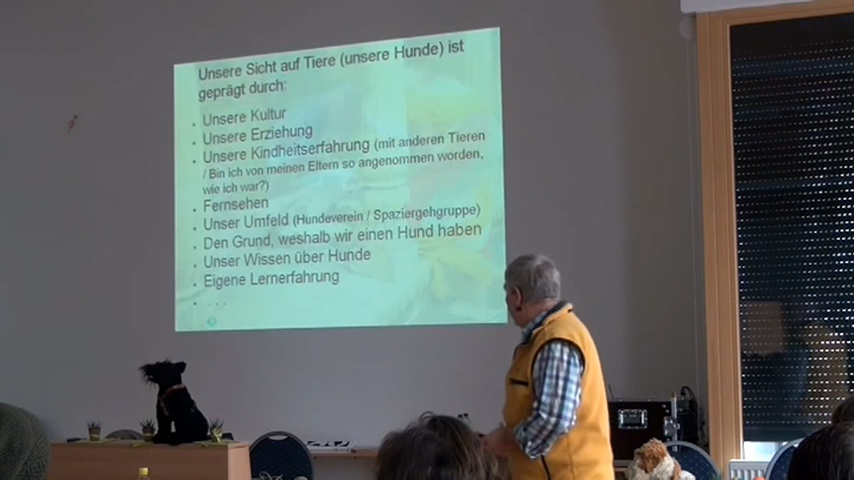 Unsere Sicht auf Tiere (unsere Hunde) ist
geprägt durch:
• Unsere Kultur
• Unsere Erziehung
• Unsere Kindheitserfahrung (mit anderen Tieren
/ Bin ich von meinen Eltern so angenommen worden,
wie ich war?)
• Fernsehen
• Unser Umfeld (Hundeverein / Spaziergehgruppe)
• Den Grund, weshalb wir einen Hund haben
• Unser Wissen über Hunde
• Eigene Lernerfahrung
• . . .